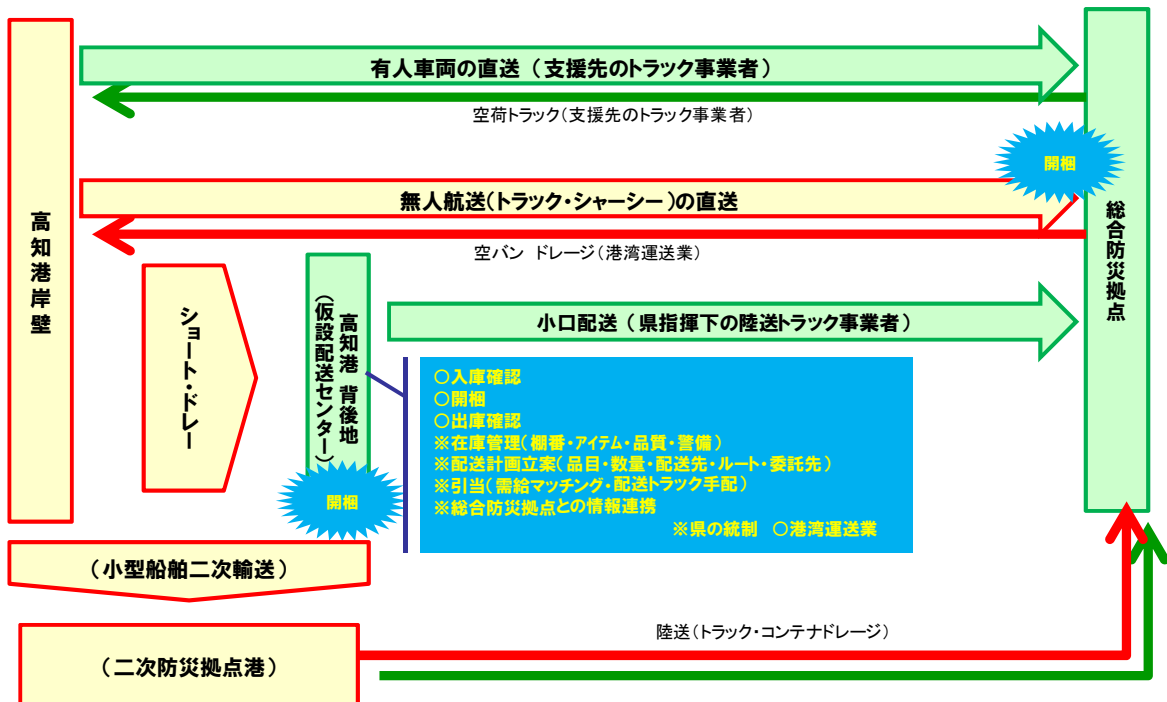 有人車両の直送（支援先のトラック事業者）
空荷トラック（支援先のトラック事業者）
開梱
無人航送（トラック・シャーシー）の直送
空バン ドレージ（港湾運送業）
高知港岸壁
総合防災拠点
ショート・ドレー
高知港 背後地
（仮設配送センター）
小口配送（県指揮下の陸送トラック事業者）
○入庫確認
○開梱
○出庫確認
※在庫管理（棚番・アイテム・品質・警備）
※配送計画立案（品目・数量・配送先・ルート・委託先）
※引当（需給マッチング・配送トラック手配）
※総合防災拠点との情報連携
※県の統制 ○港湾運送業
開梱
（小型船舶二次輸送）
陸送（トラック・コンテナドレージ）
（二次防災拠点港）